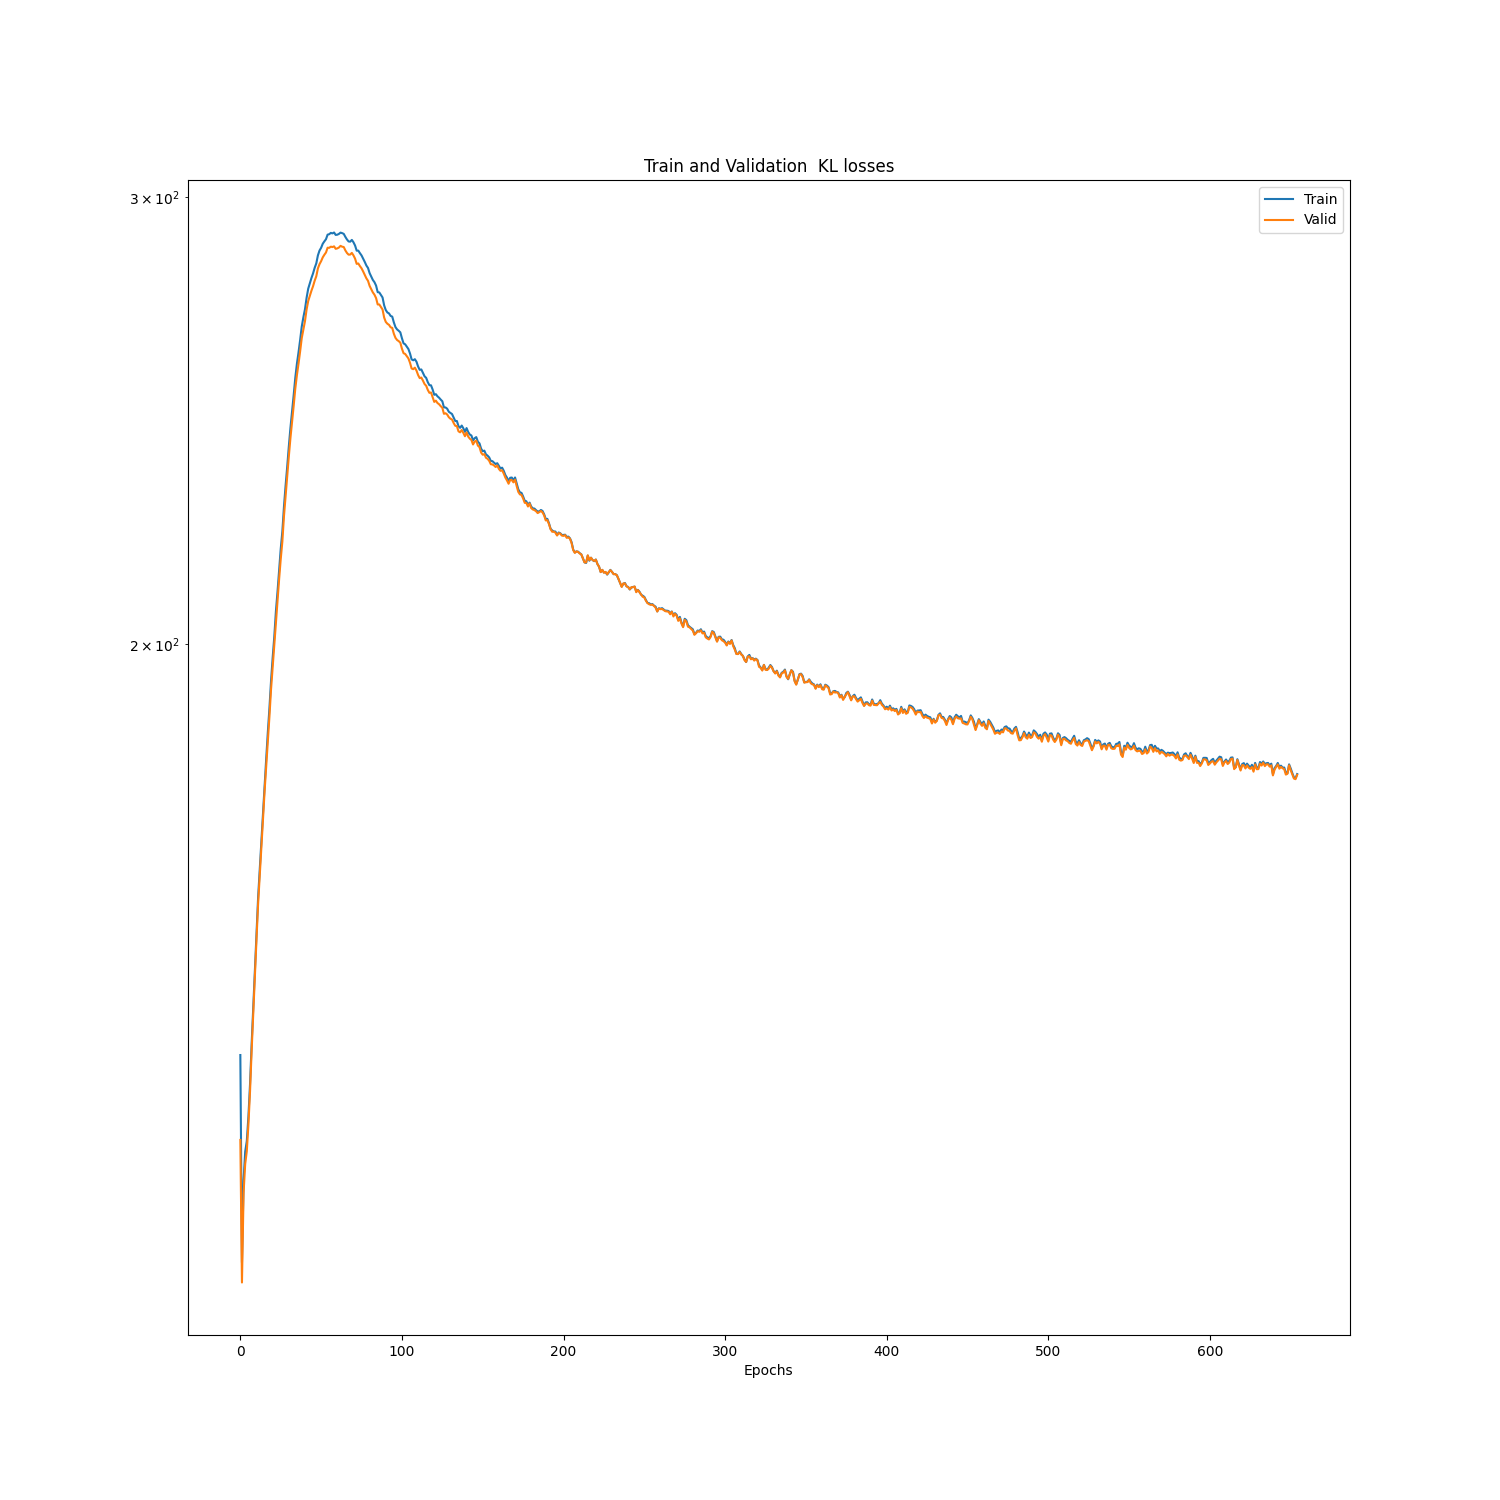 Train and Validation  KL losses
3 × 10²
Train
Valid
2 × 10²
0 100 200 300 400 500 600
Epochs